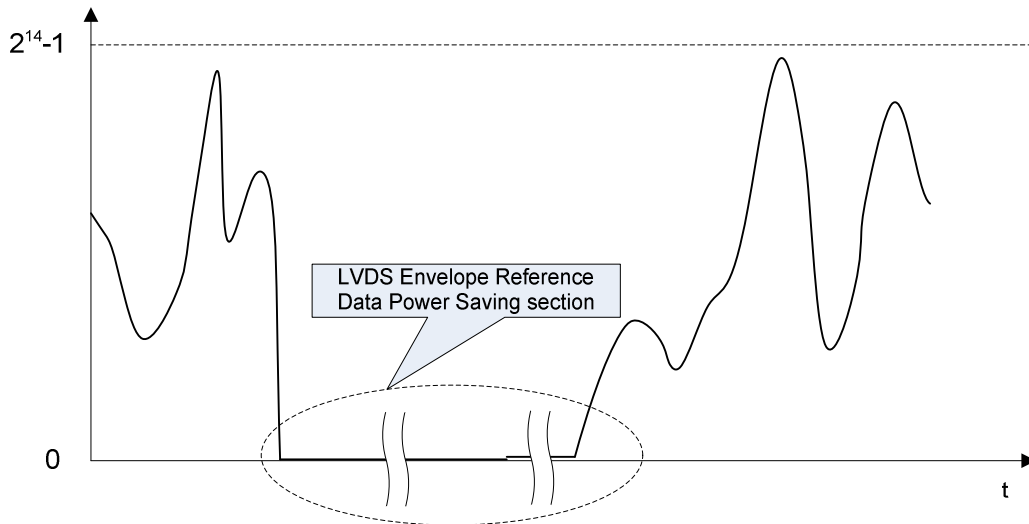 2¹⁴-1
LVDS Envelope Reference
Data Power Saving section
0
t